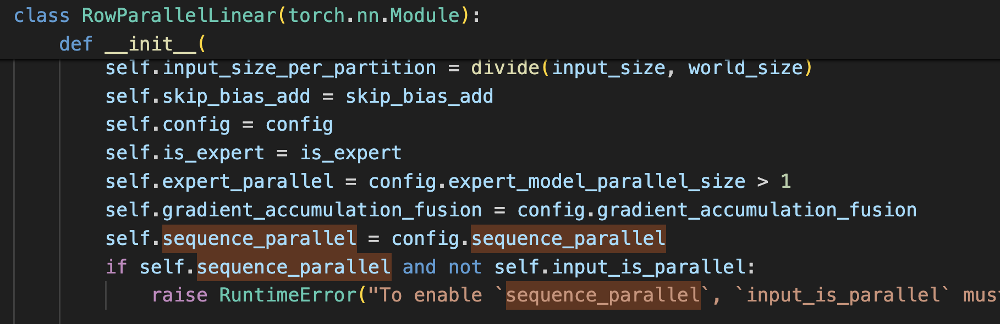 class RowParallelLinear(torch.nn.Module):
def __init__(
self.input_size_per_partition = divide(input_size, world_size)
self.skip_bias_add = skip_bias_add
self.config = config
self.is_expert = is_expert
self.expert_parallel = config.expert_model_parallel_size > 1
self.gradient_accumulation_fusion = config.gradient_accumulation_fusion
self.sequence_parallel = config.sequence_parallel
if self.sequence_parallel and not self.input_is_parallel:
raise RuntimeError("To enable `sequence_parallel`, `input_is_parallel`